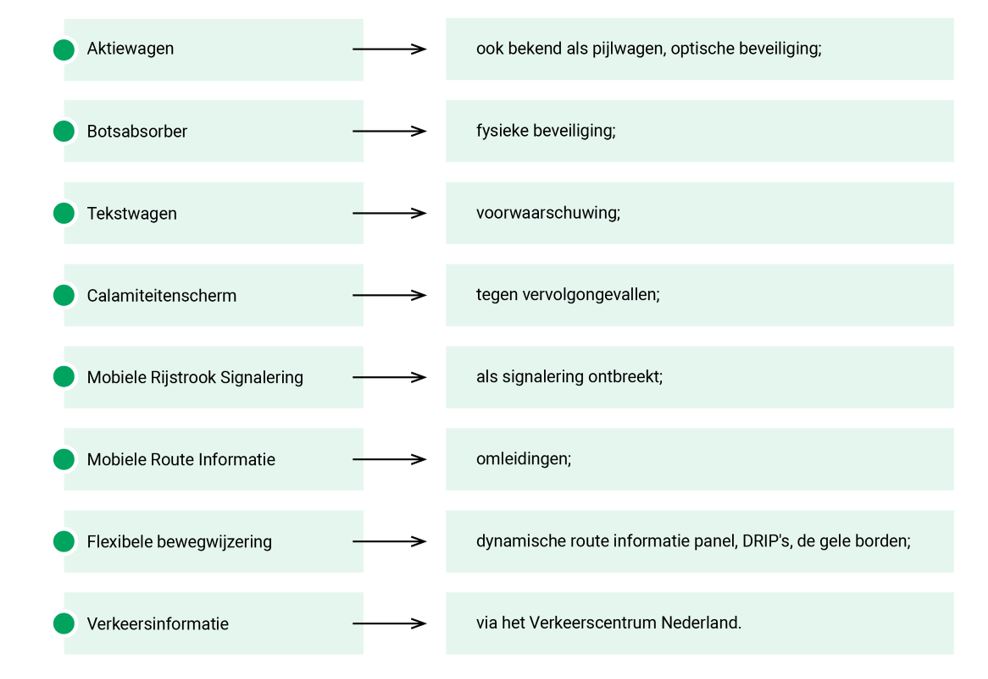 Aktiewagen
ook bekend als pijlwagen, optische beveiliging;
Botsabsorber
fysieke beveiliging;
Tekstwagen
voorwaarschuwing;
Calamiteitenscherm
tegen vervolgongevallen;
Mobiele Rijstrook Signalering
als signalering ontbreekt;
Mobiele Route Informatie
omleidingen;
Flexibele bewegwijzering
dynamische route informatie panel, DRIP's, de gele borden;
Verkeersinformatie
via het Verkeerscentrum Nederland.